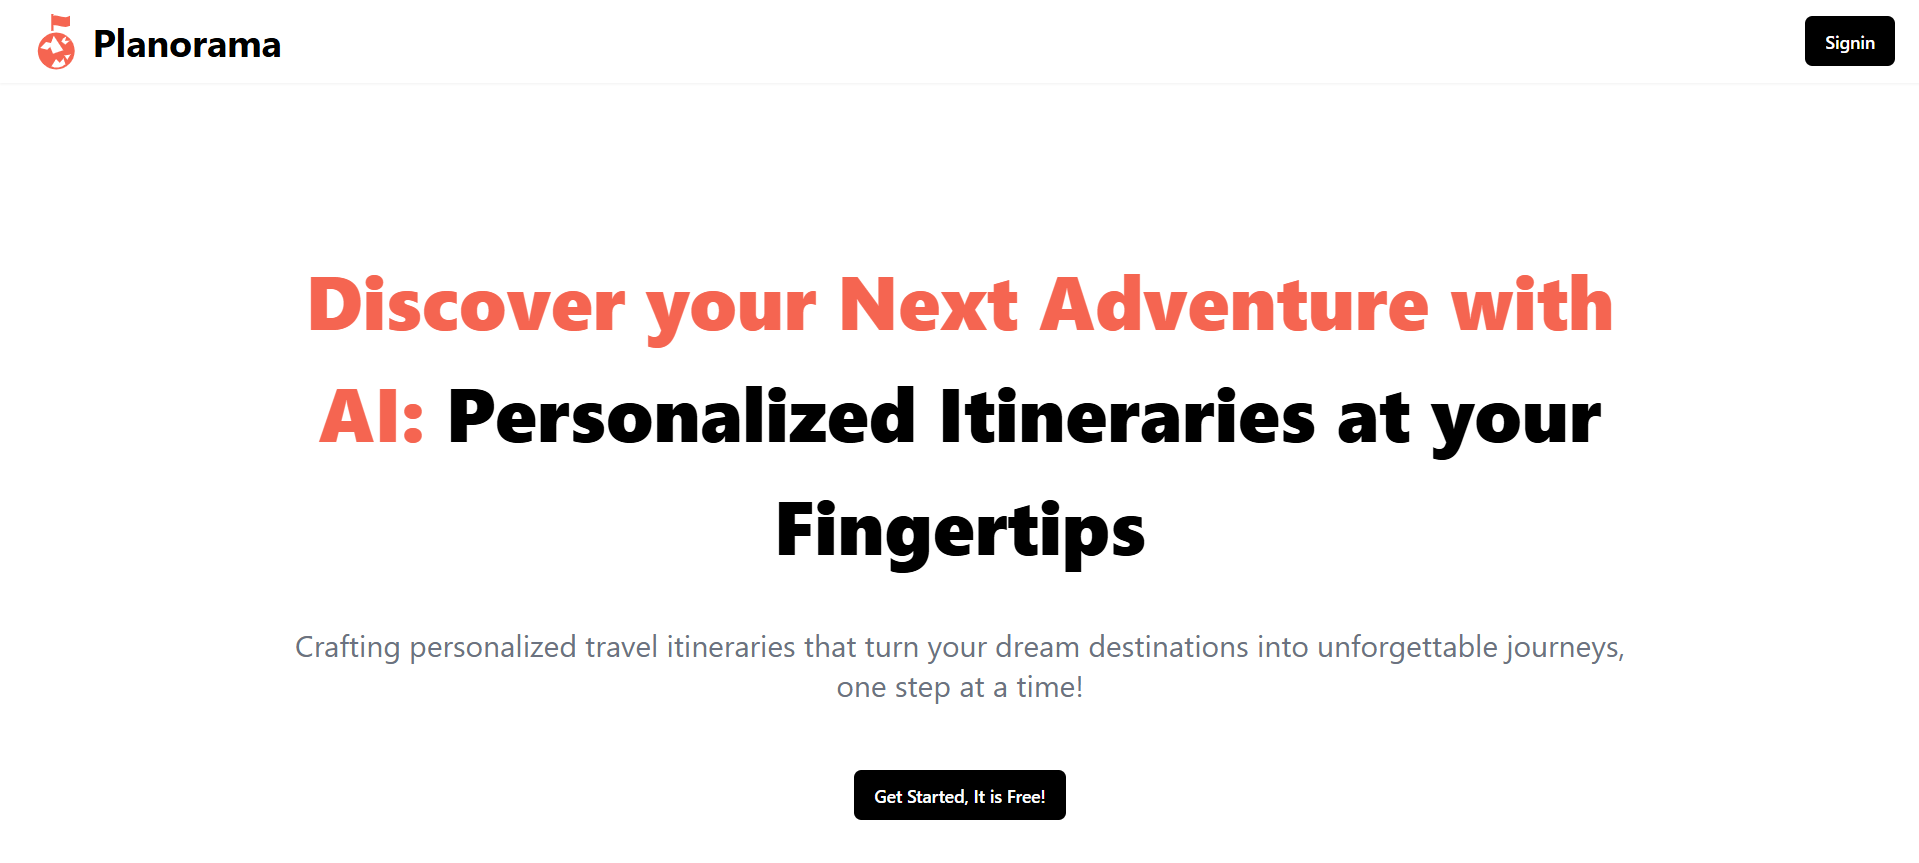 Planorama
Signin
Discover your Next Adventure with
AI: Personalized Itineraries at your
Fingertips
Crafting personalized travel itineraries that turn your dream destinations into unforgettable journeys,
one step at a time!
Get Started, It is Free!